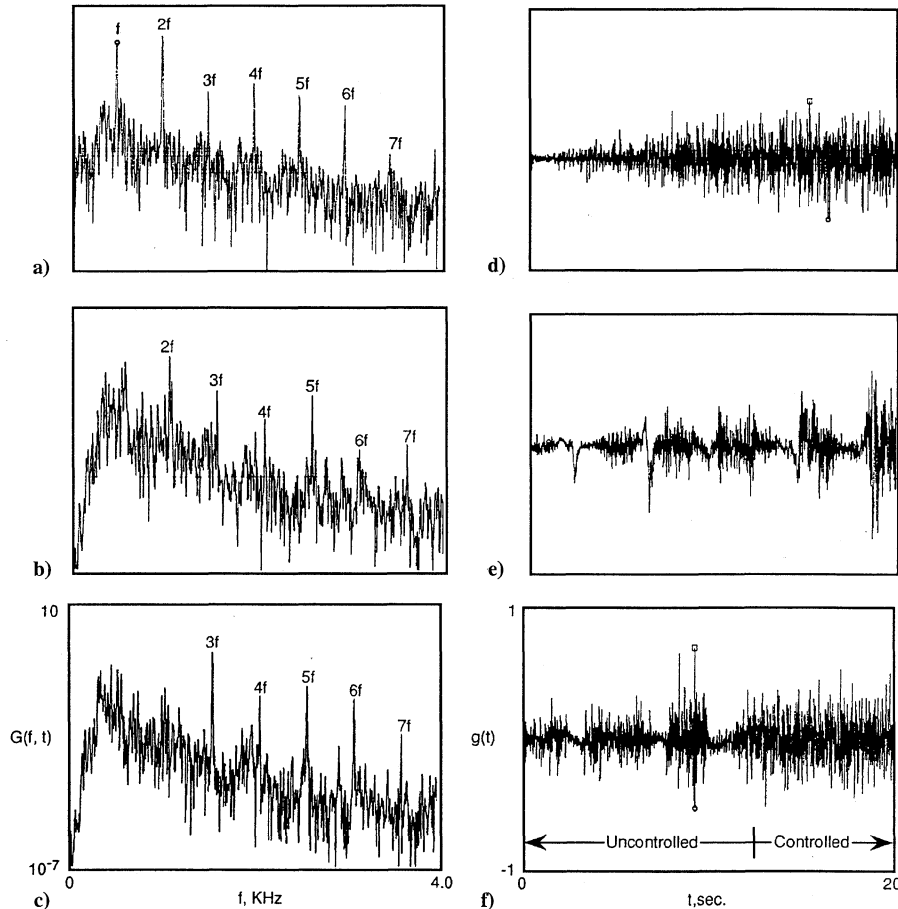 f
2f
3f
4f
5f
6f
7f
a)
d)
2f
3f
4f
5f
6f
7f
b)
e)
10
3f
4f
5f
6f
7f
G(f, t)
10-7
0
4.0
f, KHz
c)
1
g(t)
Uncontrolled
Controlled
-1
0
20
t,sec.
f)